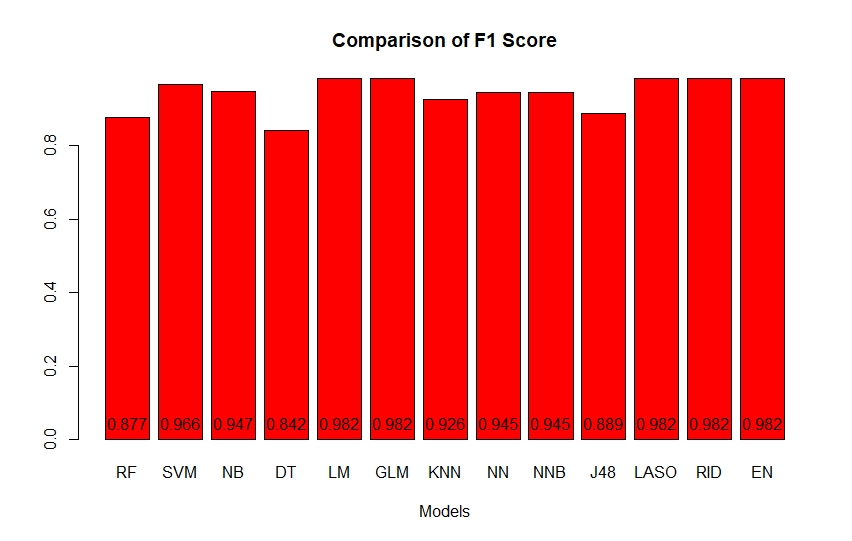 Comparison of F1 Score
0.8
0.6
0.4
0.2
0.0
0.877 0.966 0.947 0.842 0.982 0.982 0.926 0.945 0.945 0.889 0.982 0.982 0.982
RF SVM NB DT LM GLM KNN NN NNB J48 LASO RID EN
Models